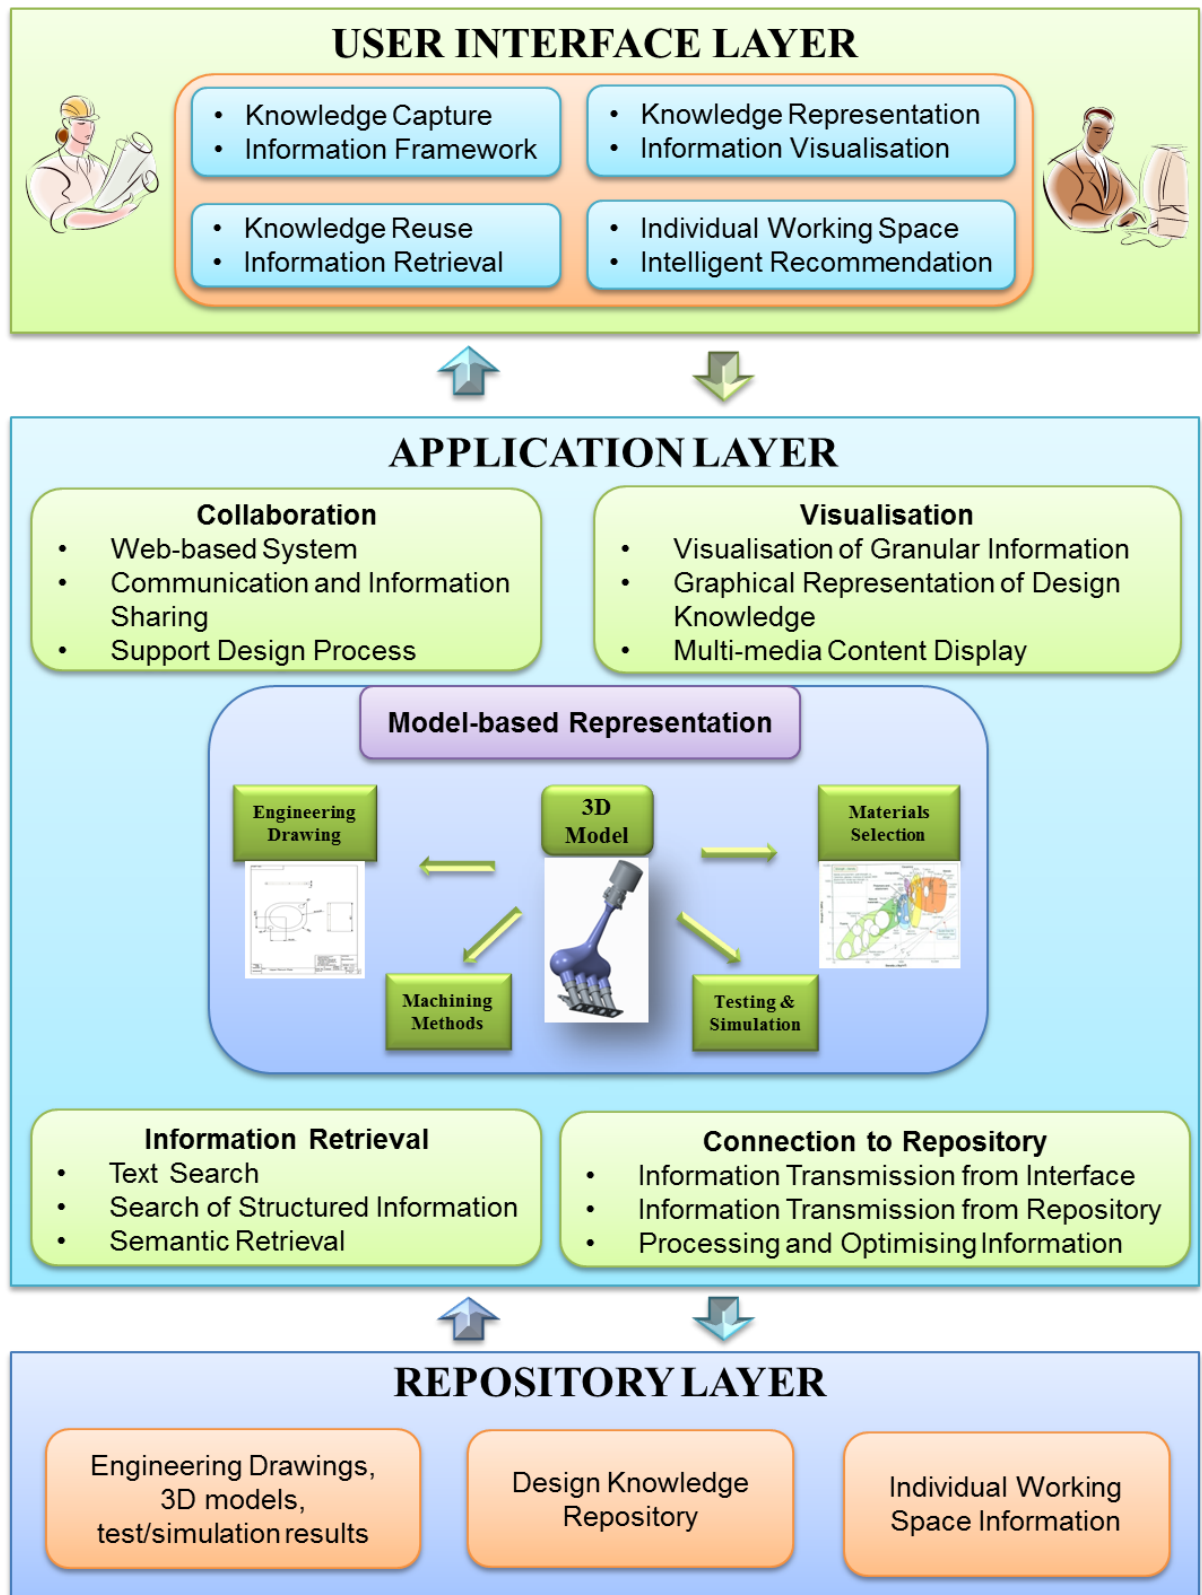 USER INTERFACE LAYER
• Knowledge Capture
• Information Framework
• Knowledge Representation
• Information Visualisation
• Knowledge Reuse
• Information Retrieval
• Individual Working Space
• Intelligent Recommendation
APPLICATION LAYER
Collaboration
• Web-based System
• Communication and Information
Sharing
• Support Design Process
Visualisation
• Visualisation of Granular Information
• Graphical Representation of Design
Knowledge
• Multi-media Content Display
Model-based Representation
Engineering
Drawing
3D
Model
Materials
Selection
Machining
Methods
Testing &
Simulation
Information Retrieval
• Text Search
• Search of Structured Information
• Semantic Retrieval
Connection to Repository
• Information Transmission from Interface
• Information Transmission from Repository
• Processing and Optimising Information
REPOSITORY LAYER
Engineering Drawings,
3D models,
test/simulation results
Design Knowledge
Repository
Individual Working
Space Information